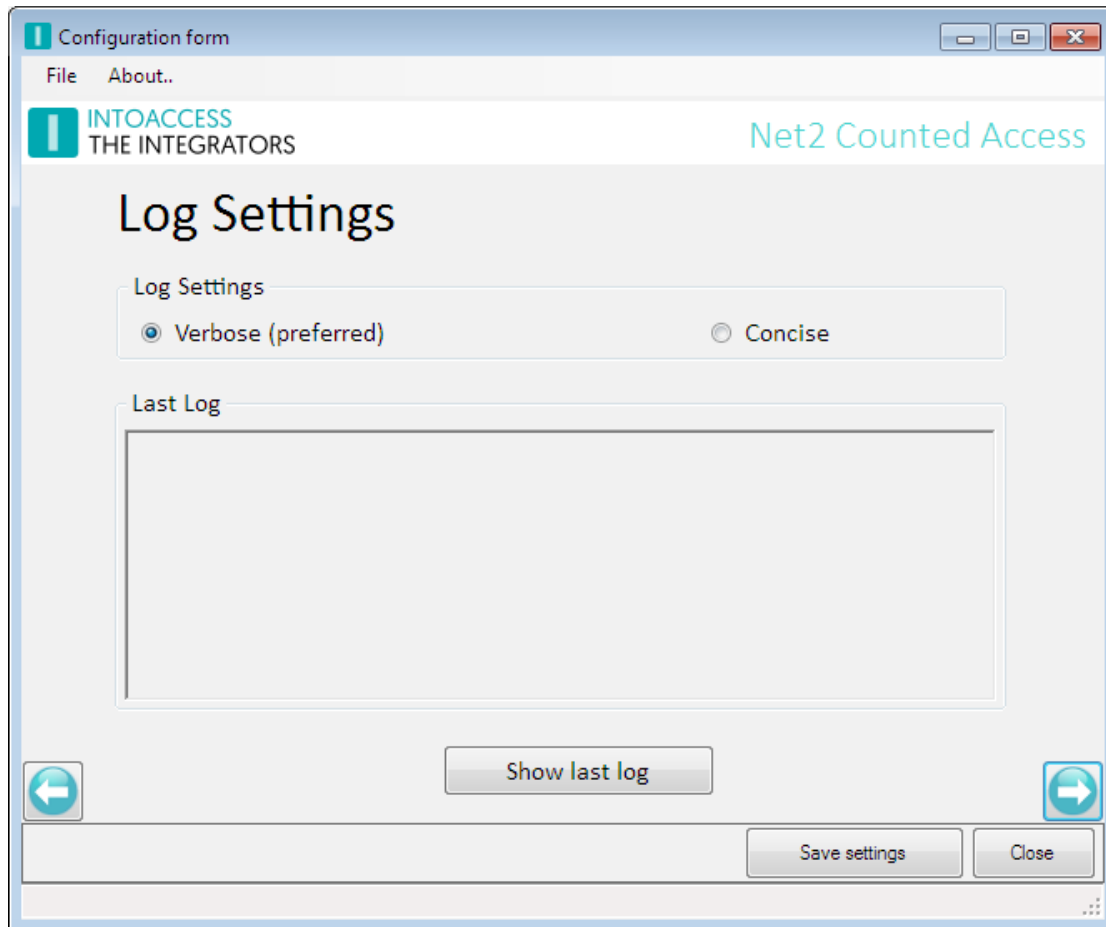 Configuration form
File About..
INTOACCESS
THE INTEGRATORS
Net2 Counted Access
Log Settings
Log Settings
Verbose (preferred) Concise
Last Log
Show last log
Save settings Close